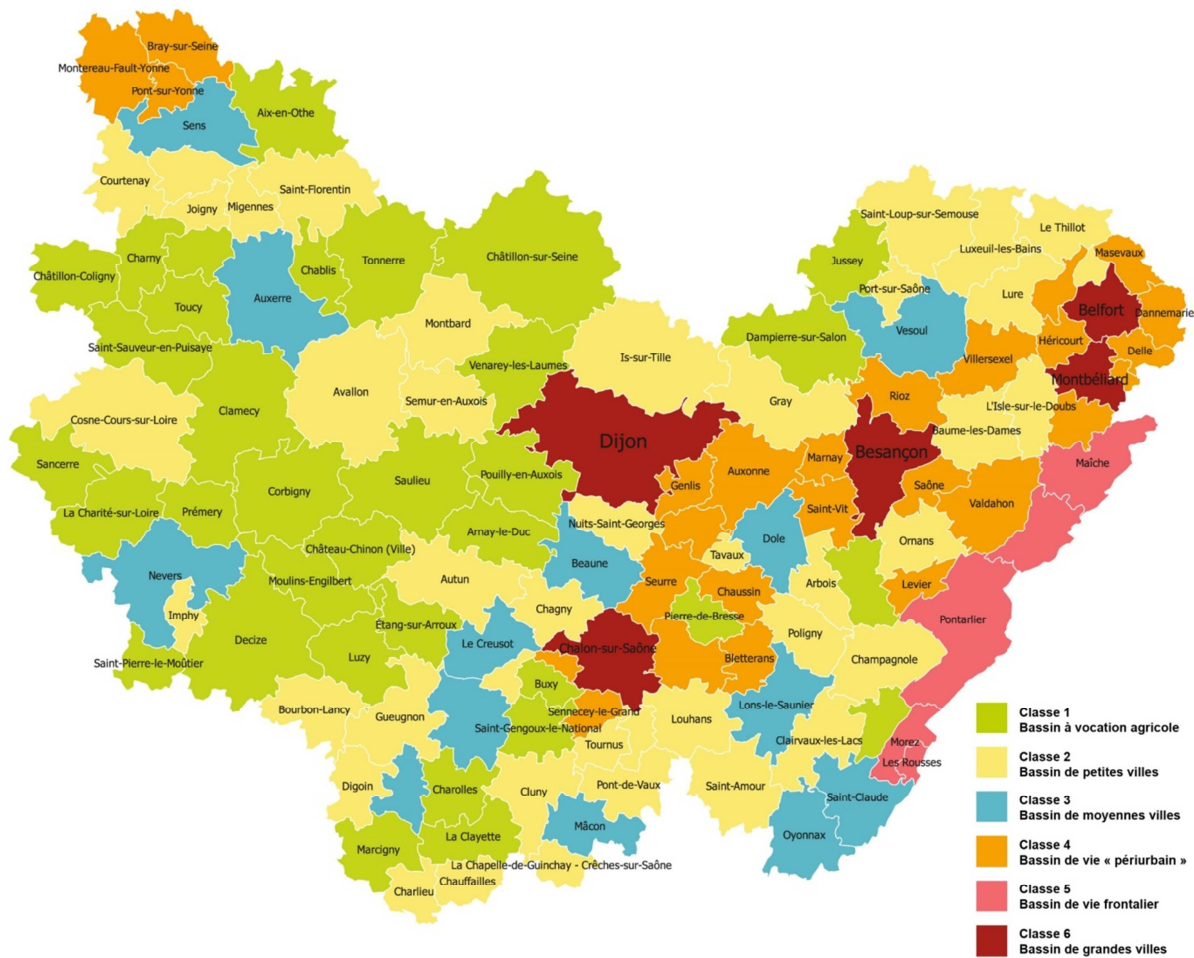 Bray-sur-Seine
Montereau-Fault-Yonne
Pont-sur-Yonne
Aix-en-Othe
Sens
Courtenay
Saint-Florentin
Joigny
Migennes
Saint-Loup-sur-Semouse
Le Thillot
Luxeuil-les-Bains
Châtillon-Coligny
Charny
Chablis
Tonnerre
Châtillon-sur-Seine
Jussey
Masevaux
Toucy
Auxerre
Port-sur-Saône
Lure
Belfort
Dannemarie
Montbard
Vesoul
Saint-Sauveur-en-Puisaye
Dampierre-sur-Salon
Héricourt
Delle
Is-sur-Tille
Venarey-les-Laumes
Villersexel
Montbéliard
Avallon
Semur-en-Auxois
Gray
Rioz
L'Isle-sur-le-Doubs
Clamecy
Cosne-Cours-sur-Loire
Dijon
Baume-les-Dames
Besançon
Sancerre
Marnay
Maîche
Saulieu
Pouilly-en-Auxois
Auxonne
Genlis
Saône
Corbigny
Valdahon
La Charité-sur-Loire
Prémery
Saint-Vit
Arnay-le-Duc
Nuits-Saint-Georges
Dole
Ornans
Château-Chinon (Ville)
Tavaux
Nevers
Beaune
Moulins-Engilbert
Autun
Seurre
Arbois
Levier
Chaussin
Imphy
Chagny
Pierre-de-Bresse
Pontarlier
Étang-sur-Arroux
Decize
Poligny
Le Creusot
Chalon-sur-Saône
Luzy
Bletterans
Champagnole
Saint-Pierre-le-Moûtier
Buxy
Bourbon-Lancy
Lons-le-Saunier
Sennecey-le-Grand
Gueugnon
Louhans
Saint-Gengoux-le-National
Morez
Tournus
Clairvaux-les-Lacs
Les Rousses
Digoin
Charolles
Cluny
Pont-de-Vaux
Saint-Amour
Saint-Claude
Mâcon
Oyonnax
La Clayette
Marcigny
La Chapelle-de-Guinchay - Crêches-sur-Saône
Chauffailles
Charlieu
Classe 1
Bassin à vocation agricole
Classe 2
Bassin de petites villes
Classe 3
Bassin de moyennes villes
Classe 4
Bassin de vie « périurbain »
Classe 5
Bassin de vie frontalier
Classe 6
Bassin de grandes villes